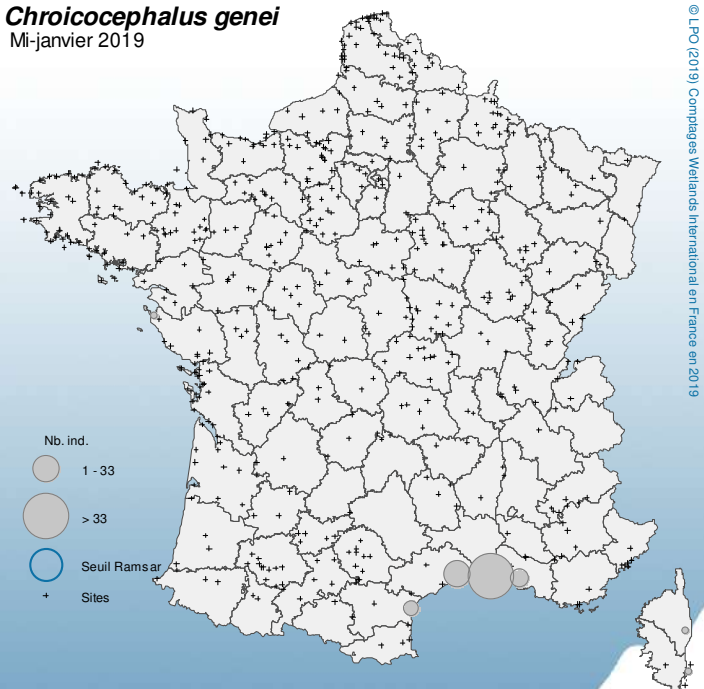 Chroicocephalus genei
Mi-janvier 2019
© LPO (2019) Comptages Wetlands International en France en 2019
Nb. ind.
1 - 33
> 33
Seuil Ramsar
Sites